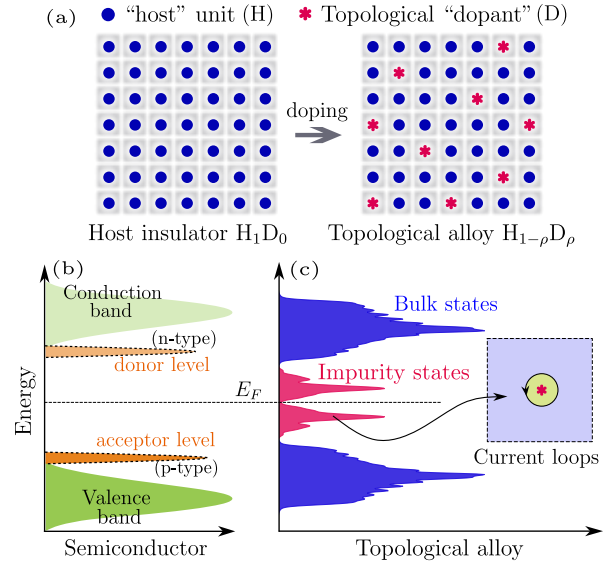 (a) “host” unit (H) Topological “dopant” (D)
doping
Host insulator H₁D₀
Topological alloy H₁₋ρDρ
(b)
Conduction
band
(n-type)
donor level
Energy
acceptor level
(p-type)
Valence
band
Semiconductor
(c)
Bulk states
Impurity states
E_F
Current loops
Topological alloy